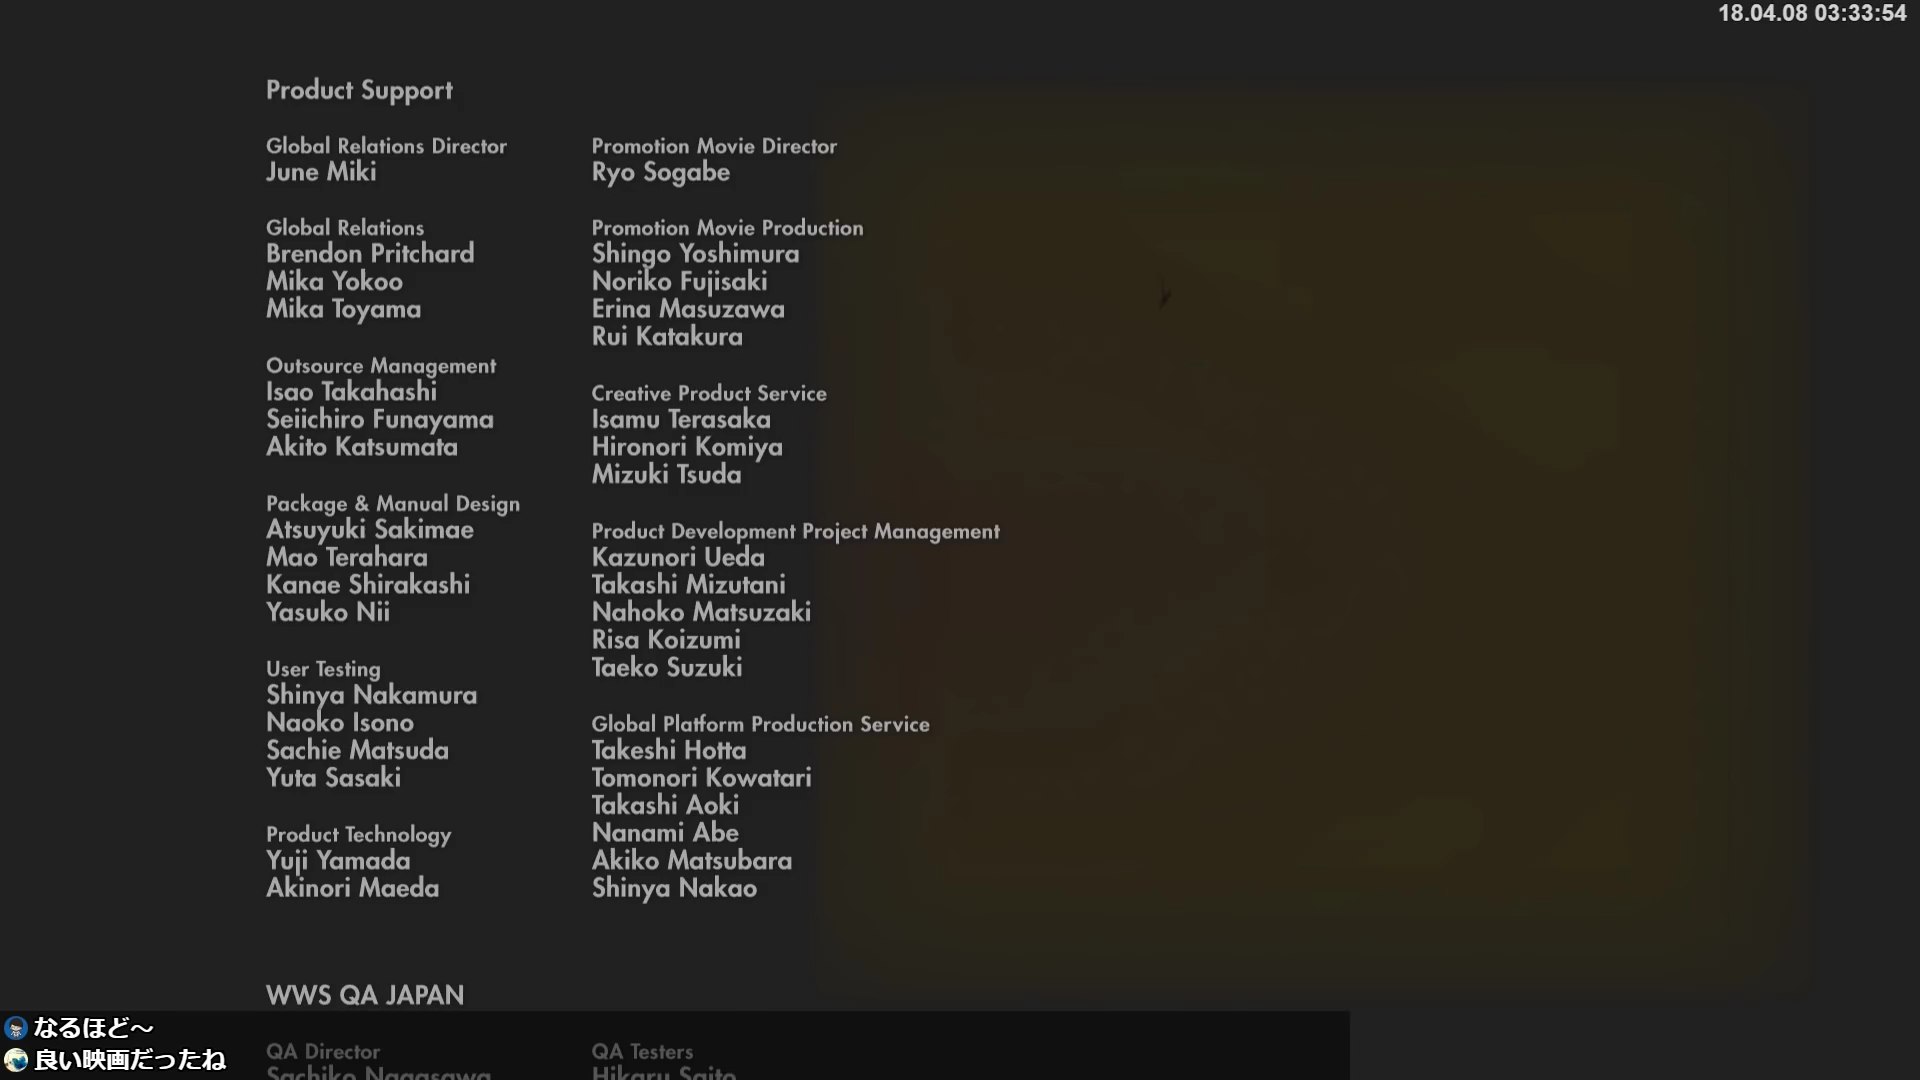 18.04.08 03:33:54
Product Support
Global Relations Director
June Miki
Global Relations
Brendon Pritchard
Mika Yokoo
Mika Toyama
Outsource Management
Isao Takahashi
Seiichiro Funayama
Akito Katsumata
Package & Manual Design
Atsuyuki Sakimae
Mao Terahara
Kanae Shirakashi
Yasuko Nii
User Testing
Shinya Nakamura
Naoko Isono
Sachie Matsuda
Yuta Sasaki
Product Technology
Yuji Yamada
Akinori Maeda
Promotion Movie Director
Ryo Sogabe
Promotion Movie Production
Shingo Yoshimura
Noriko Fujisaki
Erina Masuzawa
Rui Katakura
Creative Product Service
Isamu Terasaka
Hironori Komiya
Mizuki Tsuda
Product Development Project Management
Kazunori Ueda
Takashi Mizutani
Nahoko Matsuzaki
Risa Koizumi
Taeko Suzuki
Global Platform Production Service
Takeshi Hotta
Tomonori Kowatari
Takashi Aoki
Nanami Abe
Akiko Matsubara
Shinya Nakao
WWS QA JAPAN
QA Director
Sachiko Nagasawa
QA Testers
Hikaru Saito
なるほど～
良い映画だったね